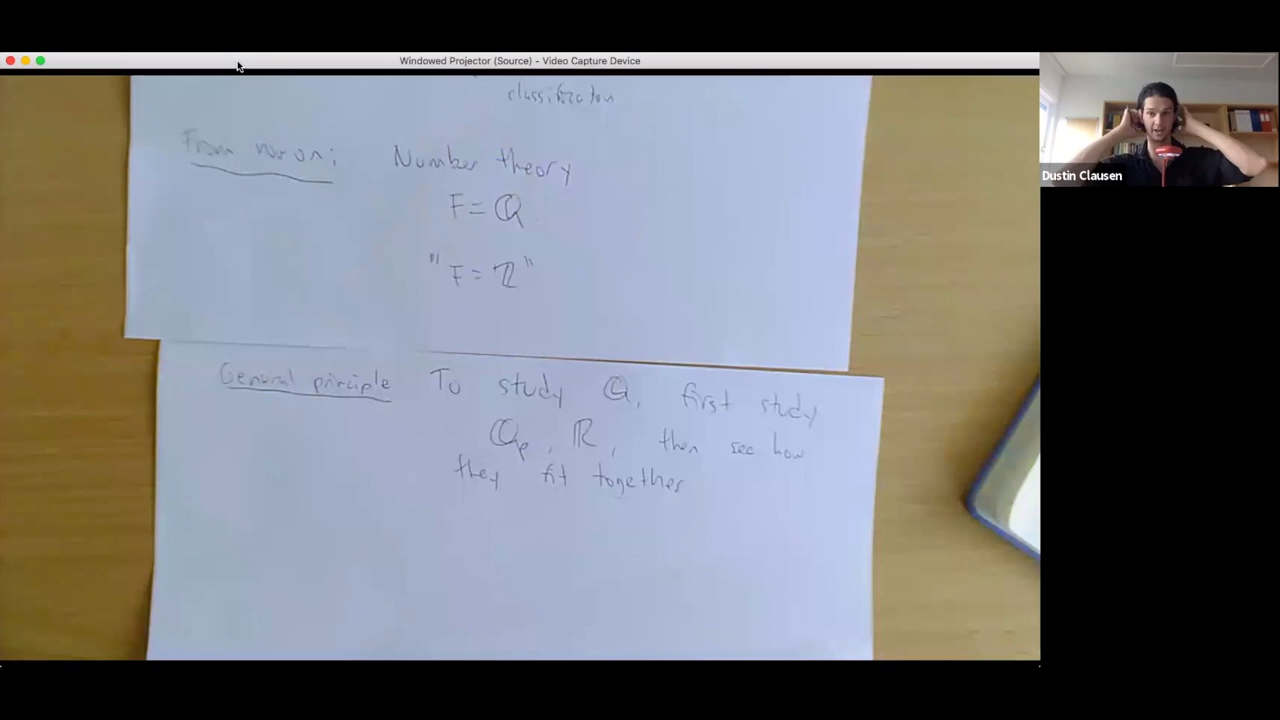 Windowed Projector (Source) - Video Capture Device
classification
From now on: Number theory
F = ℚ
"F = ℤ"
General principle To study ℚ, first study
ℚp, ℝ, then see how
they fit together
Dustin Clausen